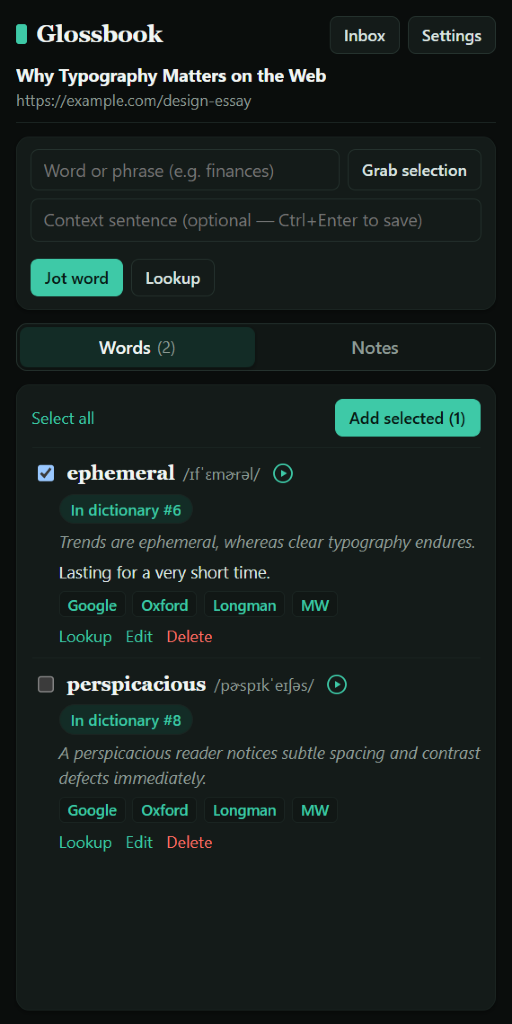 Glossbook
Inbox
Settings
Why Typography Matters on the Web
https://example.com/design-essay
Word or phrase (e.g. finances)
Grab selection
Context sentence (optional — Ctrl+Enter to save)
Jot word
Lookup
Words (2)
Notes
Select all
Add selected (1)
ephemeral /ɪfˈɛmɚrəl/
In dictionary #6
Trends are ephemeral, whereas clear typography endures.
Lasting for a very short time.
Google Oxford Longman MW
Lookup Edit Delete
perspicacious /pɚspɪkˈeɪʃəs/
In dictionary #8
A perspicacious reader notices subtle spacing and contrast
defects immediately.
Google Oxford Longman MW
Lookup Edit Delete